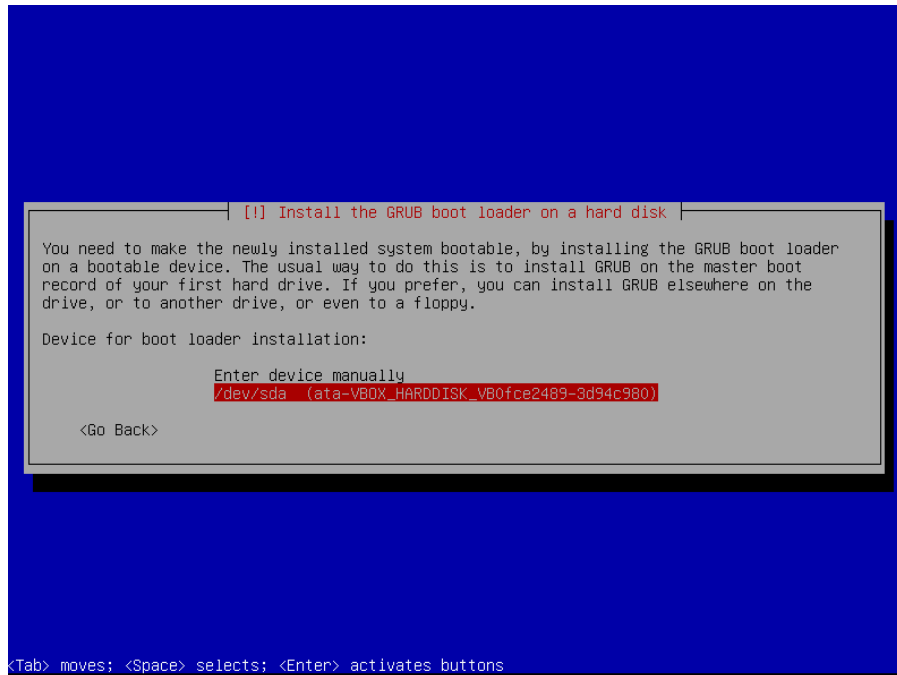 [!] Install the GRUB boot loader on a hard disk
You need to make the newly installed system bootable, by installing the GRUB boot loader
on a bootable device. The usual way to do this is to install GRUB on the master boot
record of your first hard drive. If you prefer, you can install GRUB elsewhere on the
drive, or to another drive, or even to a floppy.
Device for boot loader installation:
Enter device manually
/dev/sda (ata-VBOX_HARDDISK_VB0fce2489-3d94c980)
<Go Back>
<Tab> moves; <Space> selects; <Enter> activates buttons